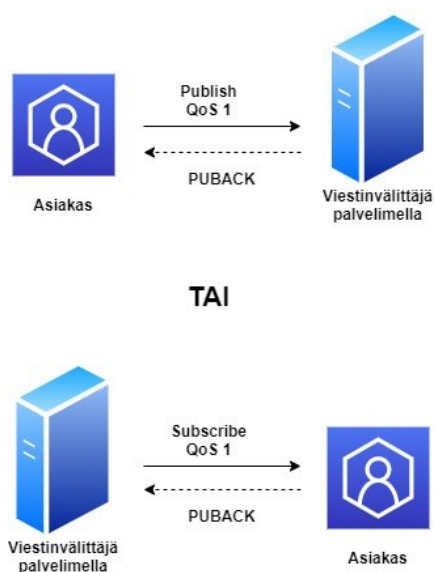 Publish
QoS 1
PUBACK
Asiakas
Viestinvälittäjä
palvelimella
TAI
Subscribe
QoS 1
PUBACK
Viestinvälittäjä
palvelimella
Asiakas